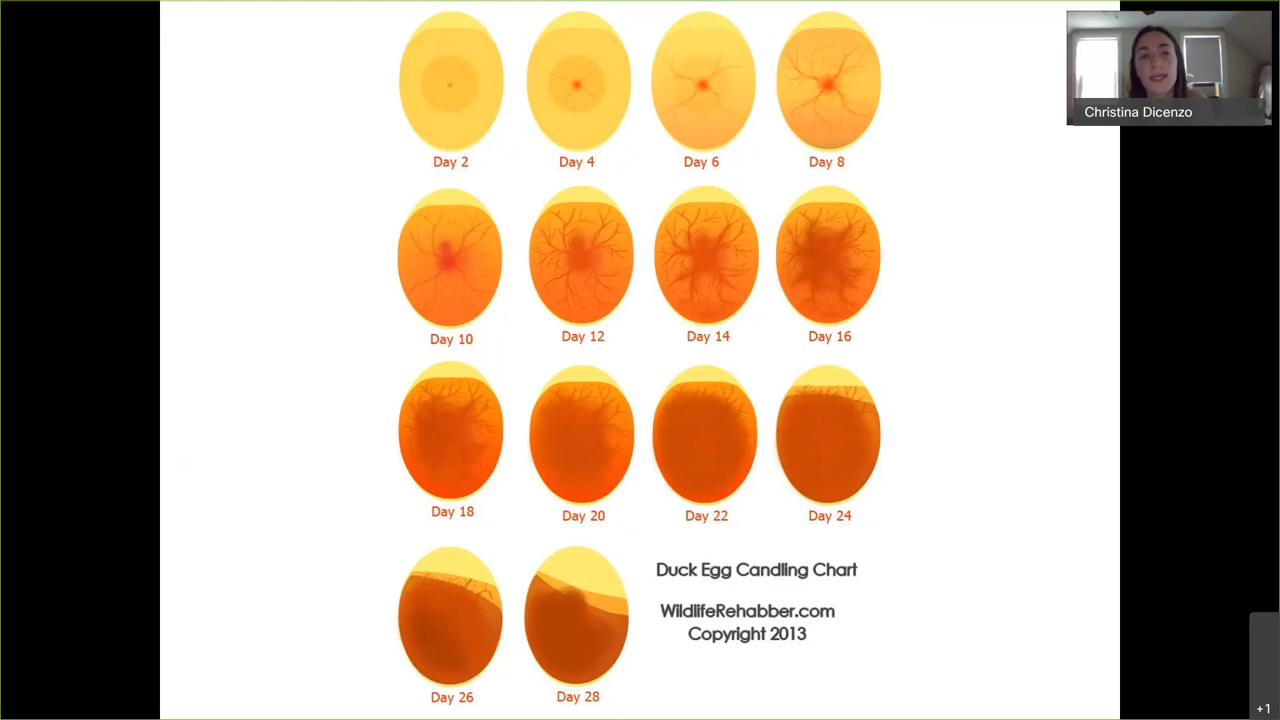 Christina Dicenzo
Day 2
Day 4
Day 6
Day 8
Day 10
Day 12
Day 14
Day 16
Day 18
Day 20
Day 22
Day 24
Day 26
Day 28
Duck Egg Candling Chart
WildlifeRehabber.com
Copyright 2013
+1